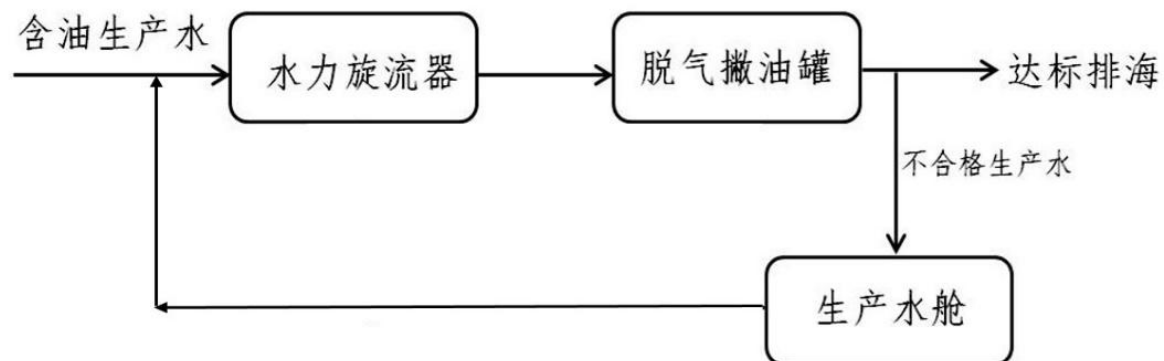 含油生产水
水力旋流器
脱气撇油罐
达标排海
不合格生产水
生产水舱